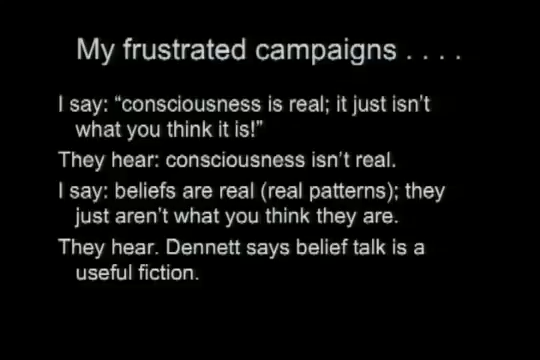 My frustrated campaigns . . . .
I say: “consciousness is real; it just isn’t
what you think it is!”
They hear: consciousness isn’t real.
I say: beliefs are real (real patterns); they
just aren’t what you think they are.
They hear. Dennett says belief talk is a
useful fiction.